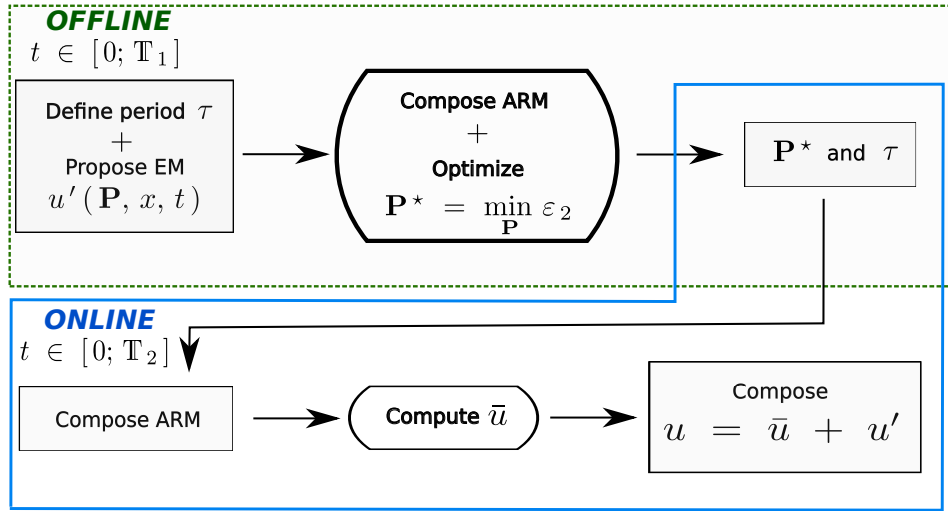 OFFLINE
t ∈ [0; 𝕋₁]
Define period τ
+
Propose EM
u′(𝐏, x, t)
Compose ARM
+
Optimize
𝐏⋆ = min ε₂
𝐏
𝐏⋆ and τ
ONLINE
t ∈ [0; 𝕋₂]
Compose ARM
Compute ū
Compose
u = ū + u′